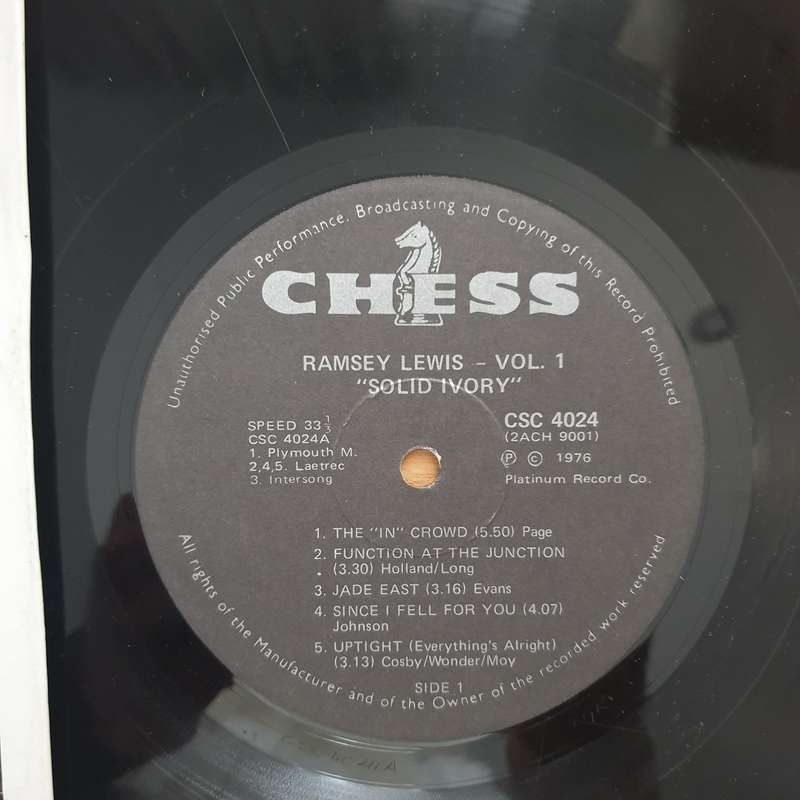 Unauthorised Public Performance, Broadcasting and Copying of this Record Prohibited
CHESS
RAMSEY LEWIS – VOL. 1
"SOLID IVORY"
SPEED 33 1/3
CSC 4024A
1. Plymouth M.
2,4,5. Laetrec
3. Intersong
CSC 4024
(2ACH 9001)
Ⓟ © 1976
Platinum Record Co.
1. THE "IN" CROWD (5.50) Page
2. FUNCTION AT THE JUNCTION
(3.30) Holland/Long
3. JADE EAST (3.16) Evans
4. SINCE I FELL FOR YOU (4.07)
Johnson
5. UPTIGHT (Everything's Alright)
(3.13) Cosby/Wonder/Moy
SIDE 1
All rights of the Manufacturer and of the Owner of the recorded work reserved